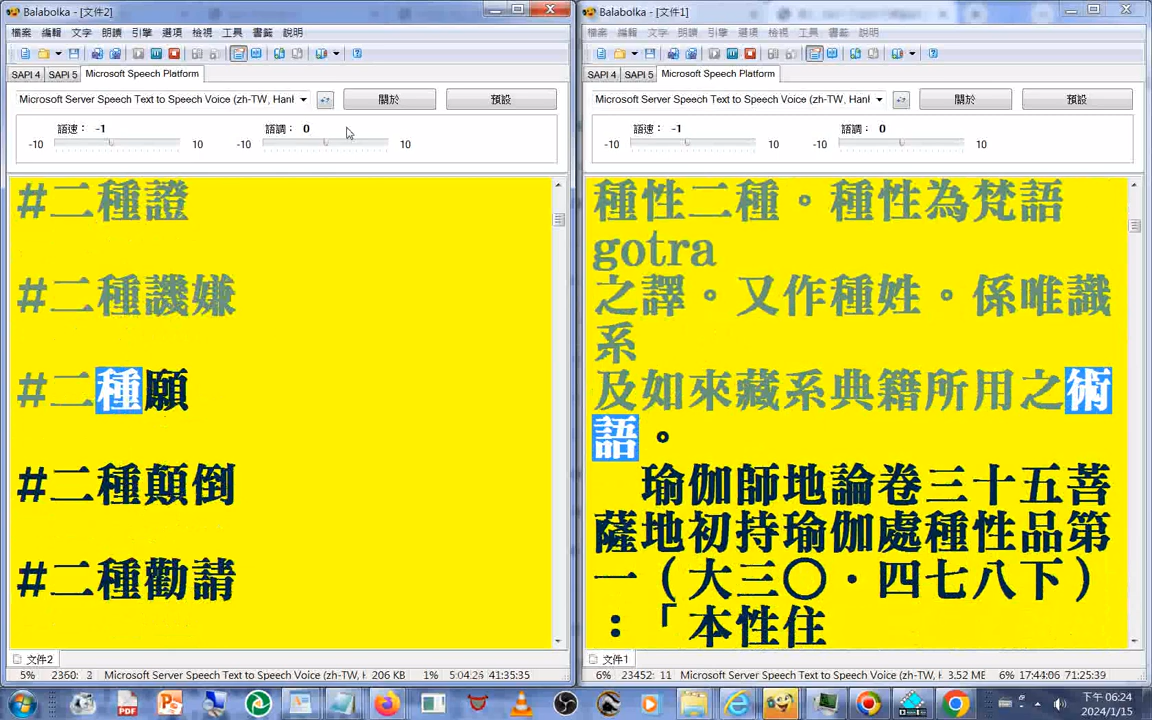 Balabolka - [文件2]
檔案 編輯 文字 朗讀 引擎 選項 檢視 工具 書籤 說明
SAPI 4 SAPI 5 Microsoft Speech Platform
Microsoft Server Speech Text to Speech Voice (zh-TW, Hanl
關於 預設
語速： -1 語調： 0
-10 10 -10 10
#二種證
#二種譏嫌
#二種願
#二種顛倒
#二種勸請
文件2
5% 2360: 2 Microsoft Server Speech Text to Speech Voice (zh-TW, H 206 KB 1% 5:04:26 41:35:35
Balabolka - [文件1]
檔案 編輯 文字 朗讀 引擎 選項 檢視 工具 書籤 說明
SAPI 4 SAPI 5 Microsoft Speech Platform
Microsoft Server Speech Text to Speech Voice (zh-TW, Hanl
關於 預設
語速： -1 語調： 0
-10 10 -10 10
種性二種。種性為梵語
gotra
之譯。又作種姓。係唯識
系
及如來藏系典籍所用之術
語。
瑜伽師地論卷三十五菩
薩地初持瑜伽處種性品第
一（大三〇．四七八下）
：「本性住
文件1
6% 23452: 11 Microsoft Server Speech Text to Speech Voice (zh-TW, H 3.52 ME 6% 17:44:06 71:25:39
下午 06:24
2024/1/15